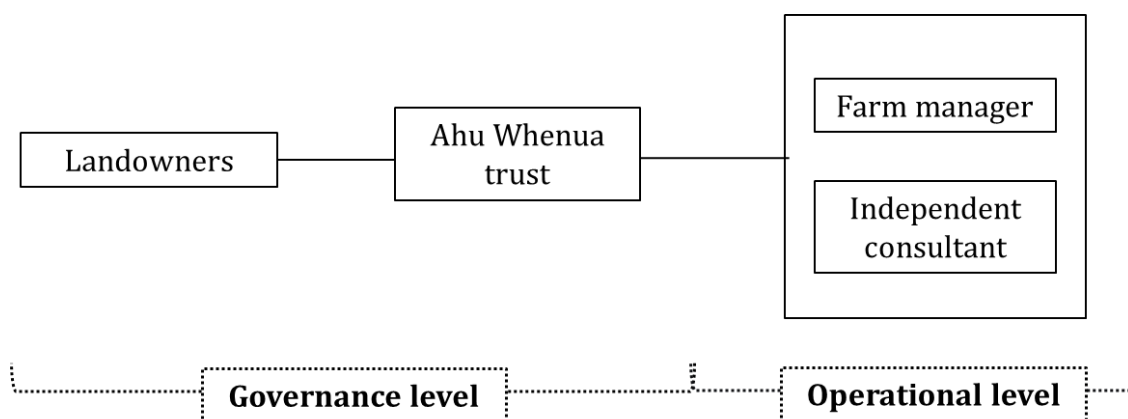 Landowners
Ahu Whenua
trust
Farm manager
Independent
consultant
Governance level
Operational level